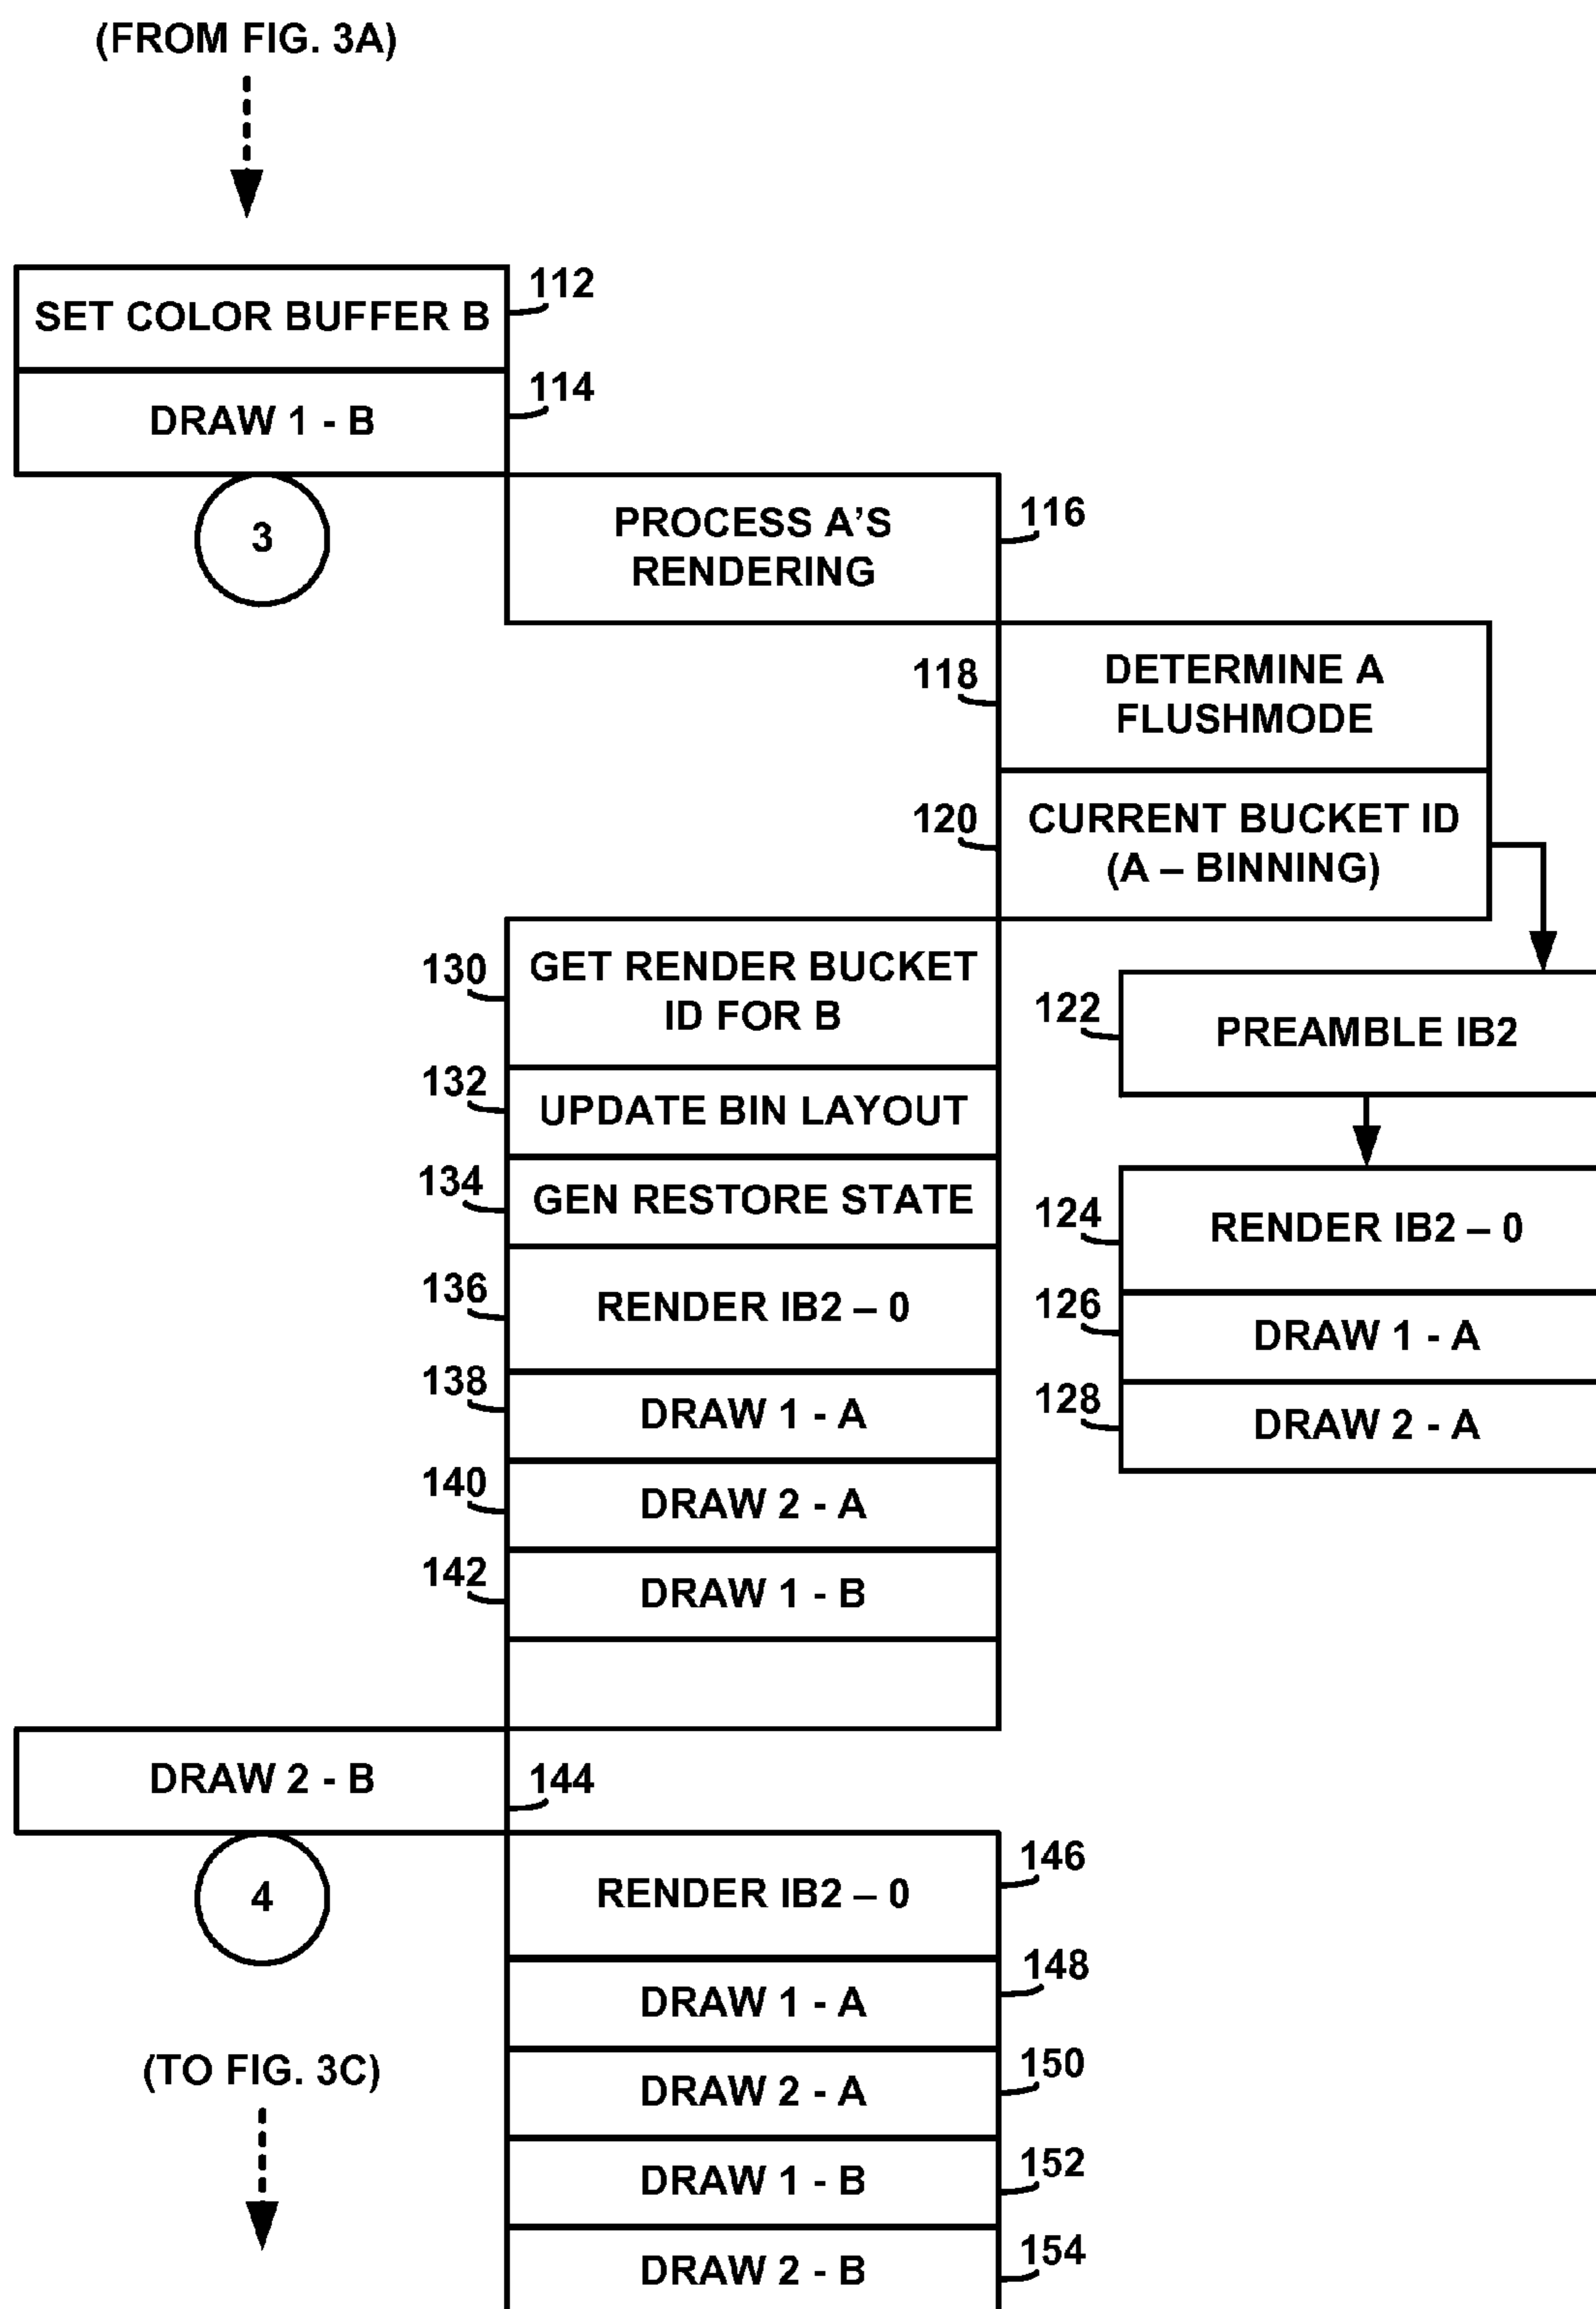 (FROM FIG. 3A)
SET COLOR BUFFER B
112
DRAW 1 - B
114
3
PROCESS A'S
RENDERING
116
118
DETERMINE A
FLUSHMODE
120
CURRENT BUCKET ID
(A – BINNING)
122
PREAMBLE IB2
124
RENDER IB2 – 0
126
DRAW 1 - A
128
DRAW 2 - A
130
GET RENDER BUCKET
ID FOR B
132
UPDATE BIN LAYOUT
134
GEN RESTORE STATE
136
RENDER IB2 – 0
138
DRAW 1 - A
140
DRAW 2 - A
142
DRAW 1 - B
DRAW 2 - B
144
4
RENDER IB2 – 0
146
DRAW 1 - A
148
DRAW 2 - A
150
DRAW 1 - B
152
DRAW 2 - B
154
(TO FIG. 3C)